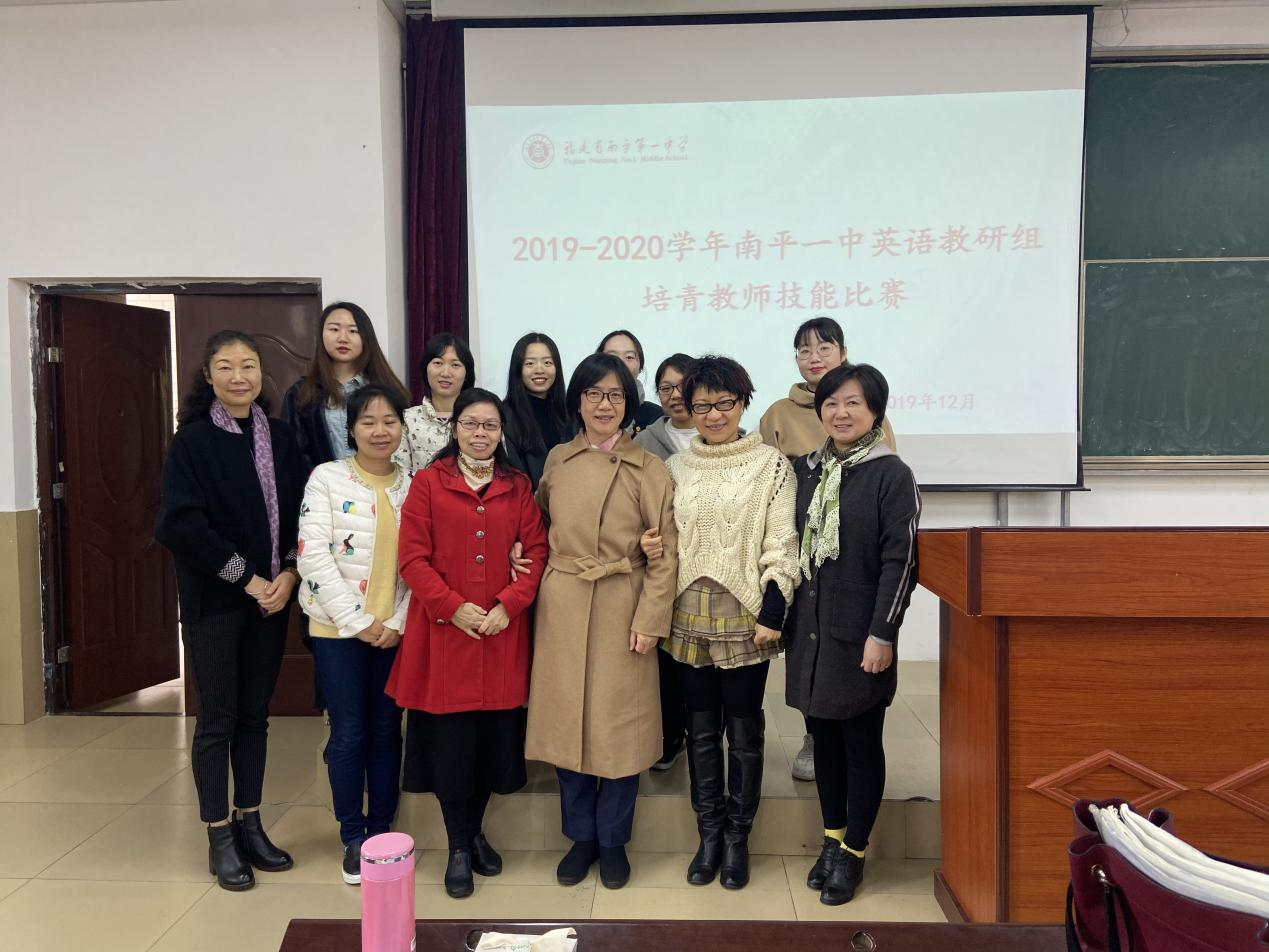 福建省南平第一中学
Fujian Nanping No.1 Middle School
2019-2020学年南平一中英语教研组
培青教师技能比赛
019年12月